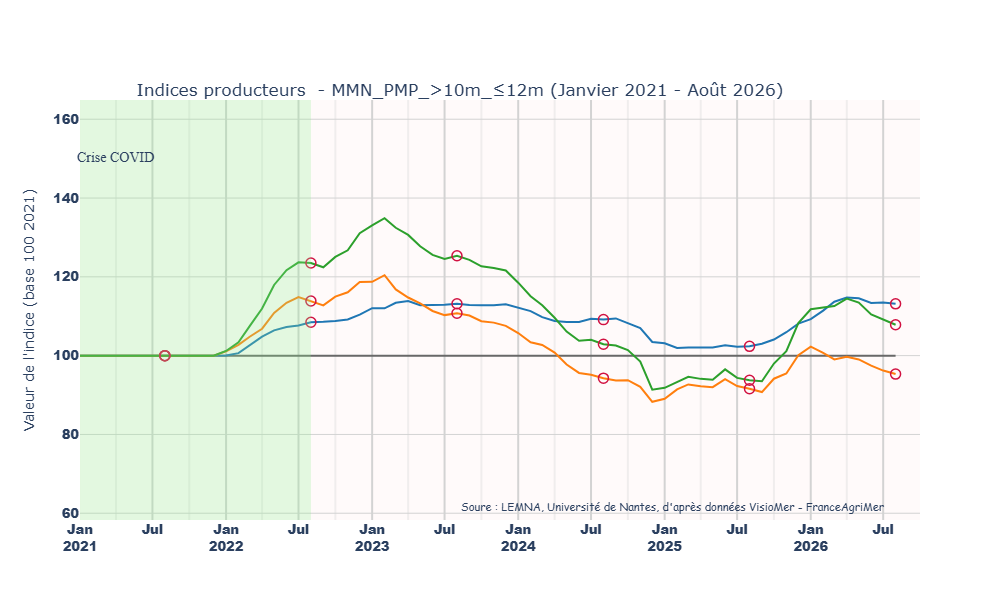 Indices producteurs - MMN_PMP_>10m_≤12m (Janvier 2021 - Août 2026)
160
Crise COVID
140
120
100
80
60
Valeur de l'indice (base 100 2021)
Soure : LEMNA, Université de Nantes, d'après données VisioMer - FranceAgriMer
Jan Jul Jan Jul Jan Jul Jan Jul Jan Jul Jan Jul
2021 2022 2023 2024 2025 2026